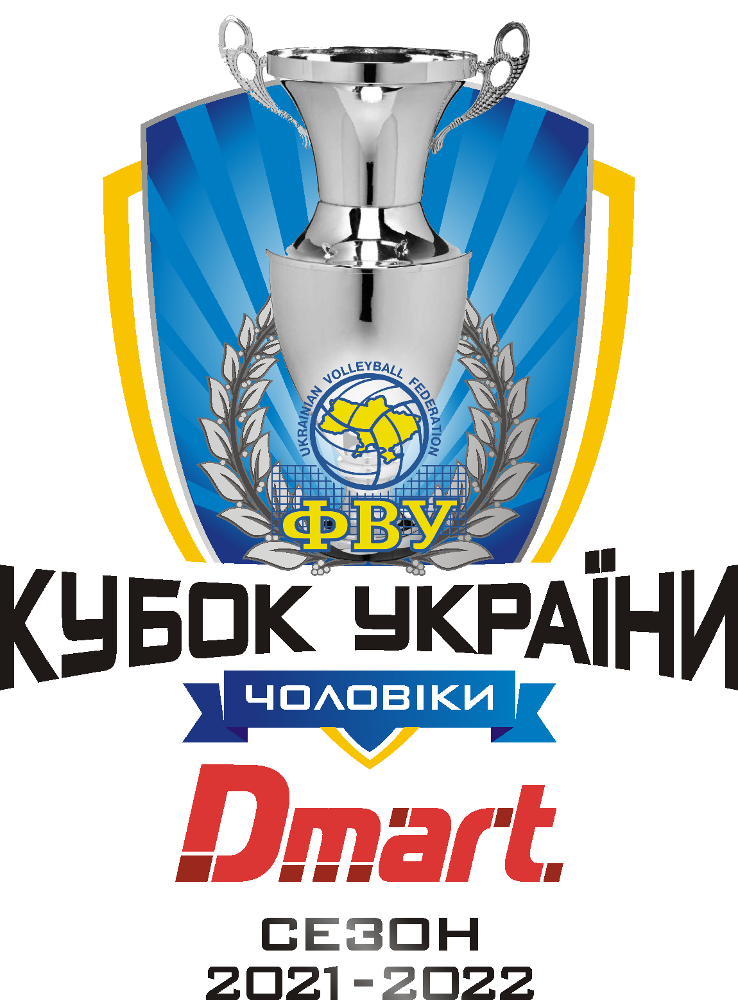 UKRAINIAN VOLLEYBALL FEDERATION
ФВУ
КУБОК УКРАЇНИ
ЧОЛОВІКИ
Dmart
СЕЗОН
2021-2022